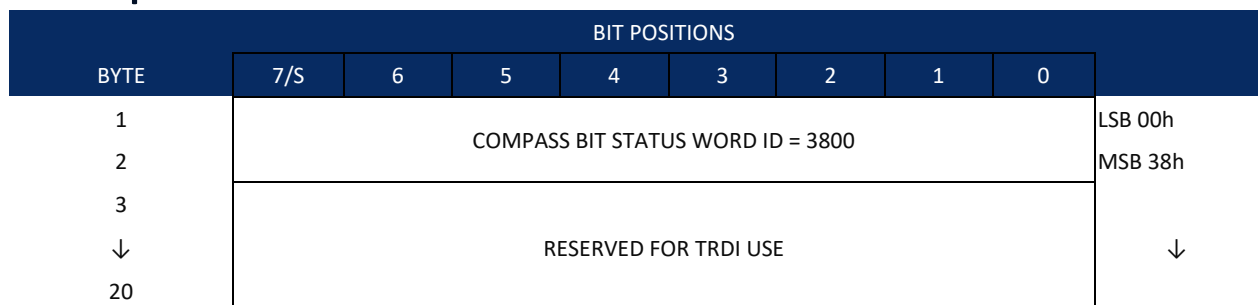 BIT POSITIONS
BYTE 7/S 6 5 4 3 2 1 0
1 LSB 00h
COMPASS BIT STATUS WORD ID = 3800
2 MSB 38h
3
↓ RESERVED FOR TRDI USE ↓
20